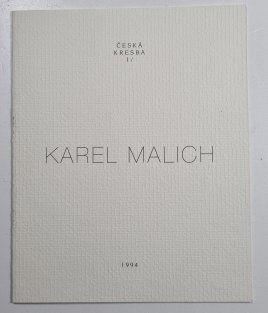 ČESKÁ
KRESBA
1/
KAREL MALICH
1994